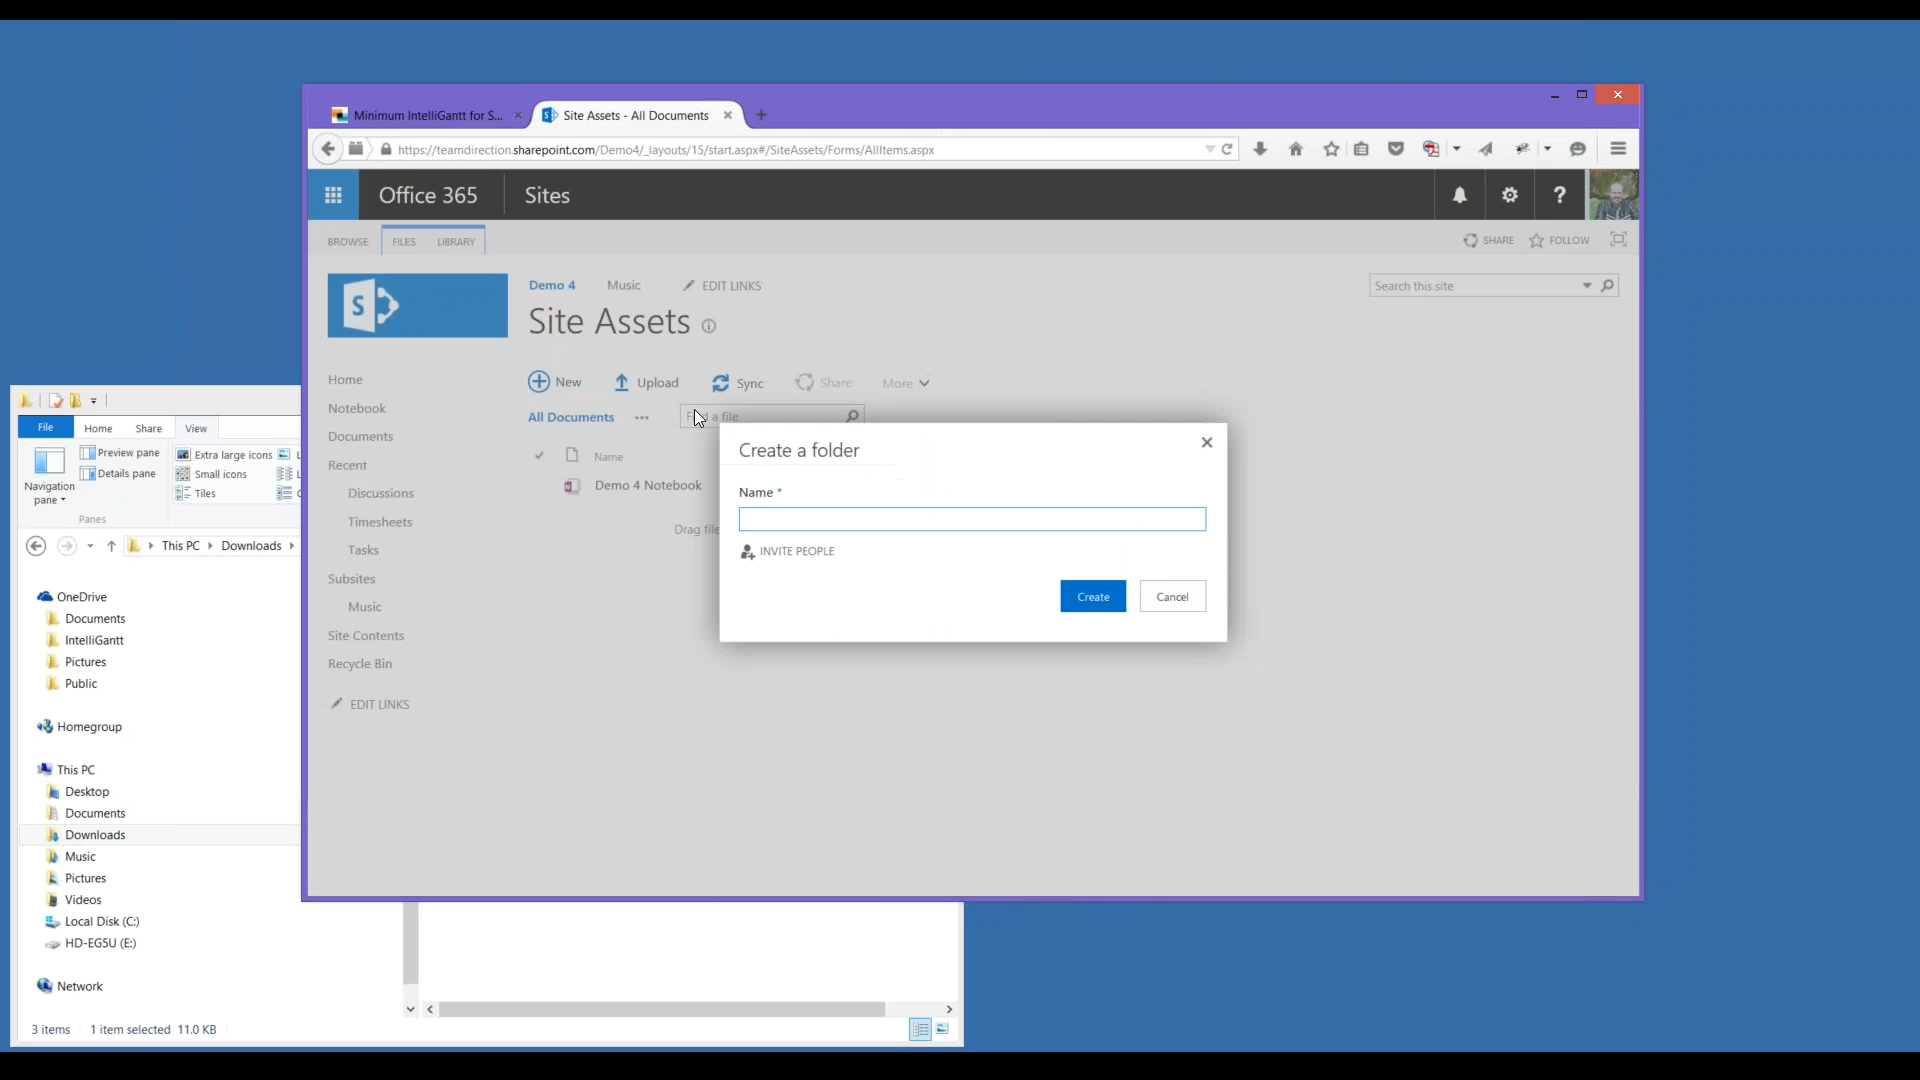 Minimum IntelliGantt for S...
Site Assets - All Documents
https://teamdirection.sharepoint.com/Demo4/_layouts/15/start.aspx#/SiteAssets/Forms/AllItems.aspx
Office 365
Sites
?
BROWSE
FILES
LIBRARY
SHARE
FOLLOW
S
Demo 4
Music
EDIT LINKS
Search this site
Site Assets
New
Upload
Sync
Share
More
All Documents
...
a file
Name
Demo 4 Notebook
Drag file
Home
Notebook
Documents
Recent
Discussions
Timesheets
Tasks
Subsites
Music
Site Contents
Recycle Bin
EDIT LINKS
Create a folder
Name *
INVITE PEOPLE
Create
Cancel
File
Home
Share
View
Navigation
pane
Preview pane
Details pane
Panes
Extra large icons
Small icons
Tiles
This PC
Downloads
OneDrive
Documents
IntelliGantt
Pictures
Public
Homegroup
This PC
Desktop
Documents
Downloads
Music
Pictures
Videos
Local Disk (C:)
HD-EG5U (E:)
Network
3 items
1 item selected 11.0 KB